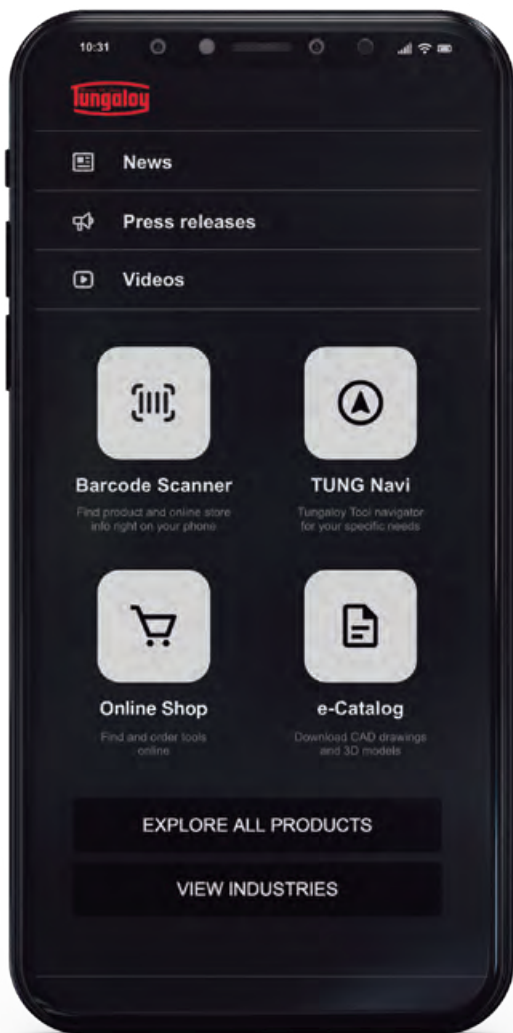 10:31
Tungaloy
News
Press releases
Videos
Barcode Scanner
Find product and online store
info right on your phone
TUNG Navi
Tungaloy Tool navigator
for your specific needs
Online Shop
Find and order tools
online
e-Catalog
Download CAD drawings
and 3D models
EXPLORE ALL PRODUCTS
VIEW INDUSTRIES